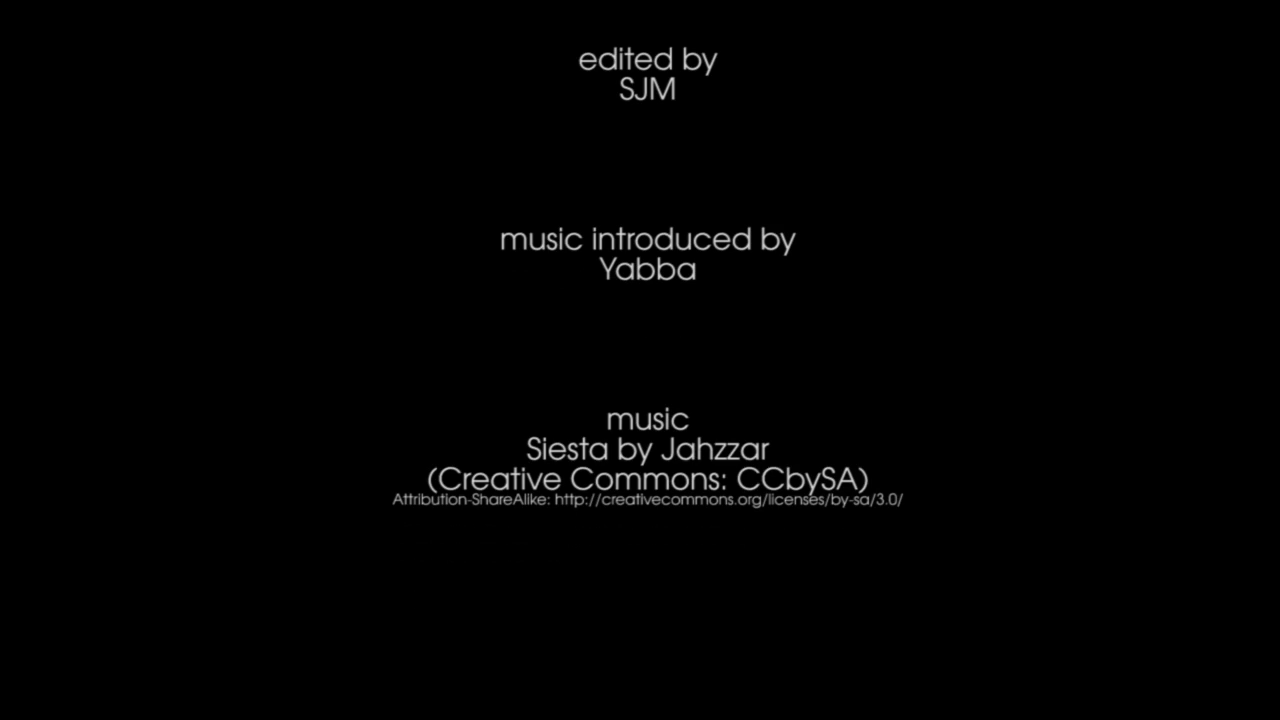 edited by
SJM
music introduced by
Yabba
music
Siesta by Jahzzar
(Creative Commons: CCbySA)
Attribution-ShareAlike: http://creativecommons.org/licenses/by-sa/3.0/